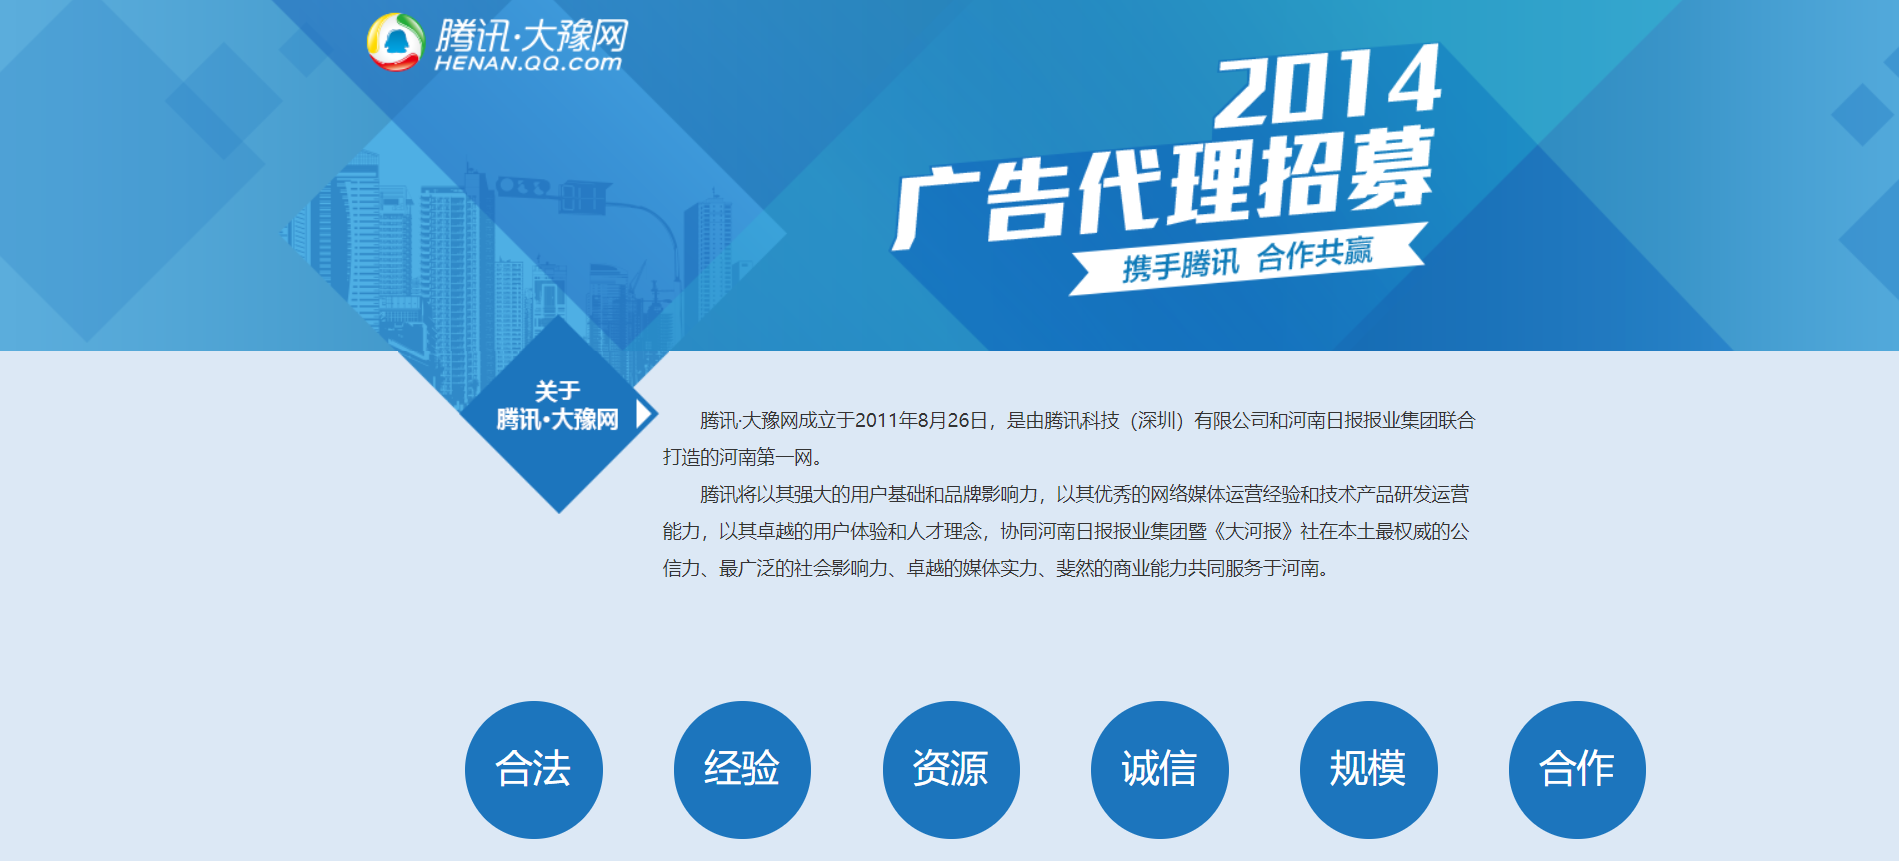 腾讯·大豫网
HENAN.QQ.com
2014
广告代理招募
携手腾讯 合作共赢
关于
腾讯·大豫网
腾讯·大豫网成立于2011年8月26日，是由腾讯科技（深圳）有限公司和河南日报报业集团联合
打造的河南第一网。
腾讯将以其强大的用户基础和品牌影响力，以其优秀的网络媒体运营经验和技术产品研发运营
能力，以其卓越的用户体验和人才理念，协同河南日报报业集团暨《大河报》社在本土最权威的公
信力、最广泛的社会影响力、卓越的媒体实力、斐然的商业能力共同服务于河南。
合法
经验
资源
诚信
规模
合作